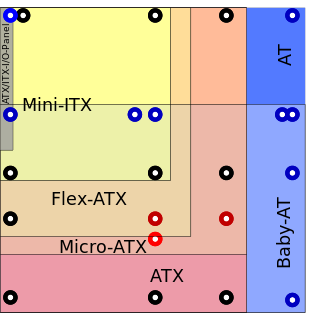 ATX/ITX-I/O-Panel
AT
Mini-ITX
Flex-ATX
Baby-AT
Micro-ATX
ATX